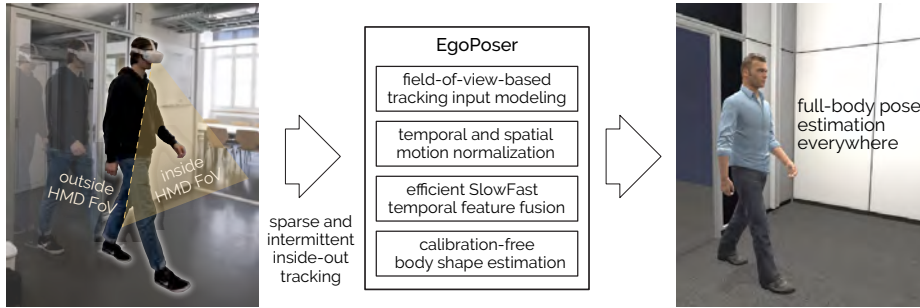 outside
HMD FoV
inside
HMD FoV
sparse and
intermittent
inside-out
tracking
EgoPoser
field-of-view-based
tracking input modeling
temporal and spatial
motion normalization
efficient SlowFast
temporal feature fusion
calibration-free
body shape estimation
full-body pose
estimation
everywhere